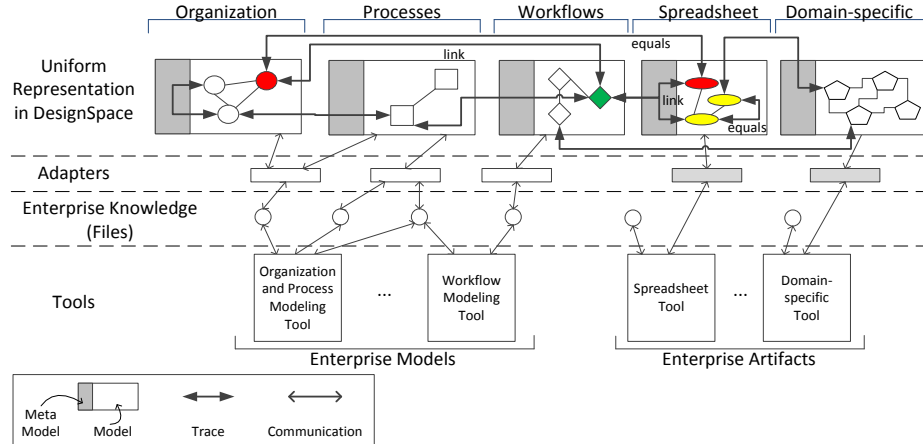 Organization Processes Workflows Spreadsheet Domain-specific
equals
link
Uniform
Representation
in DesignSpace
link
equals
Adapters
Enterprise Knowledge
(Files)
Tools
Organization
and Process
Modeling
Tool
...
Workflow
Modeling
Tool
Spreadsheet
Tool
...
Domain-
specific
Tool
Enterprise Models
Enterprise Artifacts
Meta
Model
Model
Trace
Communication